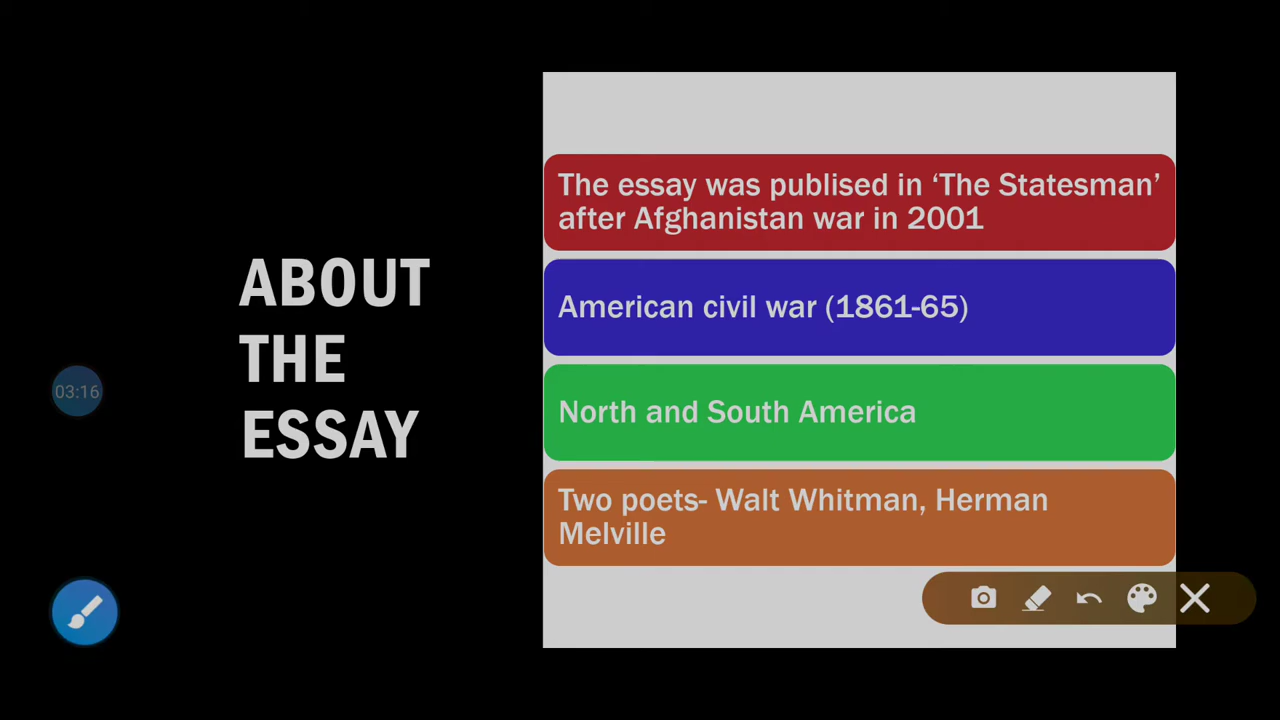 ABOUT
THE
ESSAY
The essay was publised in ‘The Statesman’
after Afghanistan war in 2001
American civil war (1861-65)
North and South America
Two poets- Walt Whitman, Herman
Melville
03:16